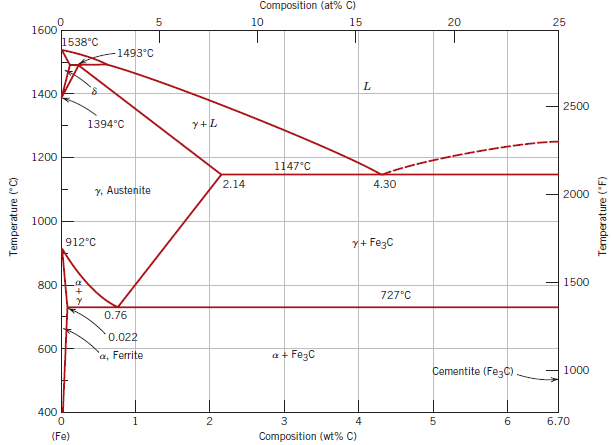 Composition (at% C)
0 5 10 15 20 25
1600
1538°C
1493°C
δ
L
1400
2500
1394°C
γ + L
1200
1147°C
2.14
4.30
γ, Austenite
2000
Temperature (°C)
Temperature (°F)
1000
912°C
γ + Fe3C
800
α
+
γ
1500
727°C
0.76
0.022
600
α, Ferrite
α + Fe3C
Cementite (Fe3C)
1000
400
0 1 2 3 4 5 6 6.70
(Fe)
Composition (wt% C)